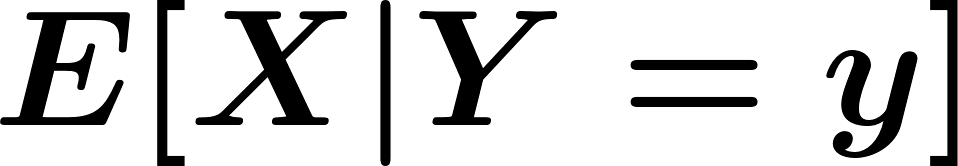 E[X|Y = y]